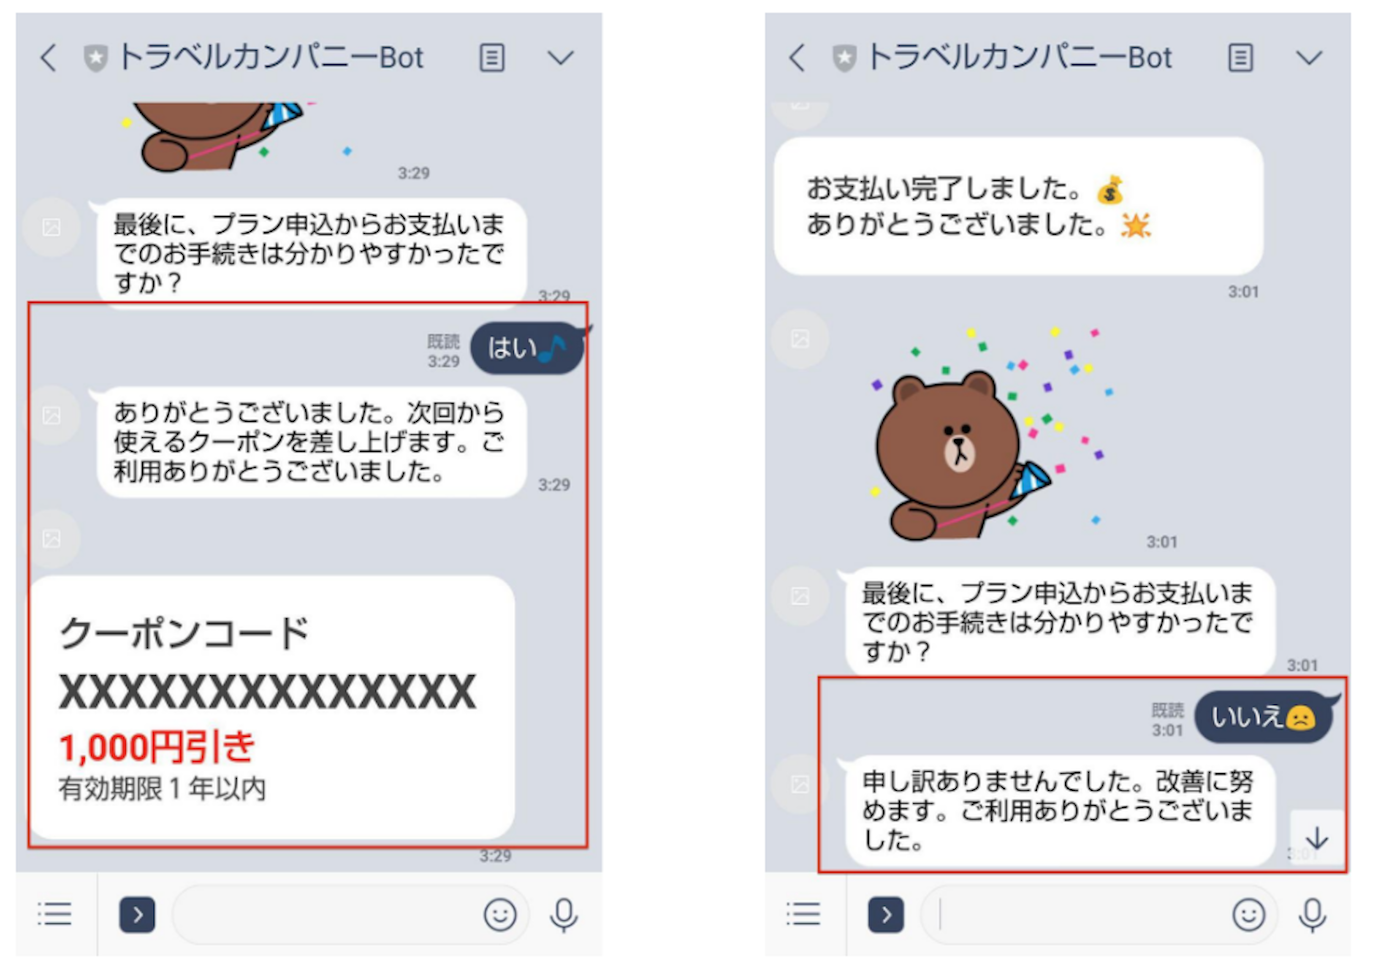 トラベルカンパニーBot
3:29
最後に、プラン申込からお支払いま
でのお手続きは分かりやすかったで
すか？
3:29
既読
3:29
はい🎵
ありがとうございました。次回から
使えるクーポンを差し上げます。ご
利用ありがとうございました。
3:29
クーポンコード
XXXXXXXXXXXXXX
1,000円引き
有効期限１年以内
3:29
トラベルカンパニーBot
お支払い完了しました。💰
ありがとうございました。🌟
3:01
3:01
最後に、プラン申込からお支払いま
でのお手続きは分かりやすかったで
すか？
3:01
既読
3:01
いいえ🙁
申し訳ありませんでした。改善に努
めます。ご利用ありがとうございま
した。
3:01